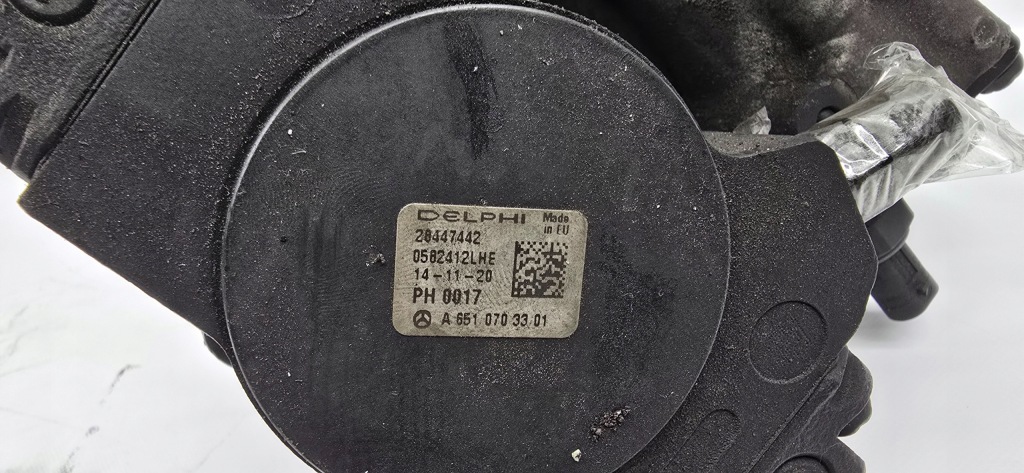 DELPHI Made
in EU
28447442
0582412LHE
14-11-20
PH 0017
A 651 070 33 01